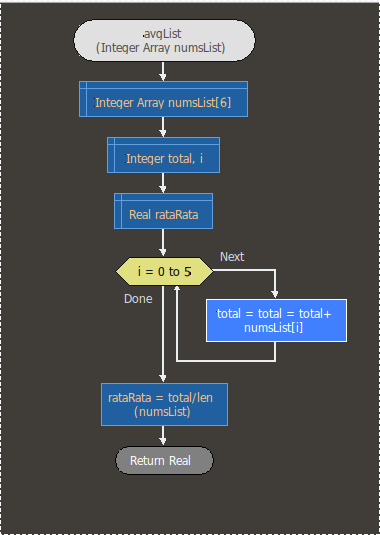 avgList
(Integer Array numsList)
Integer Array numsList[6]
Integer total, i
Real rataRata
i = 0 to 5
Next
Done
total = total = total+
numsList[i]
rataRata = total/len
(numsList)
Return Real